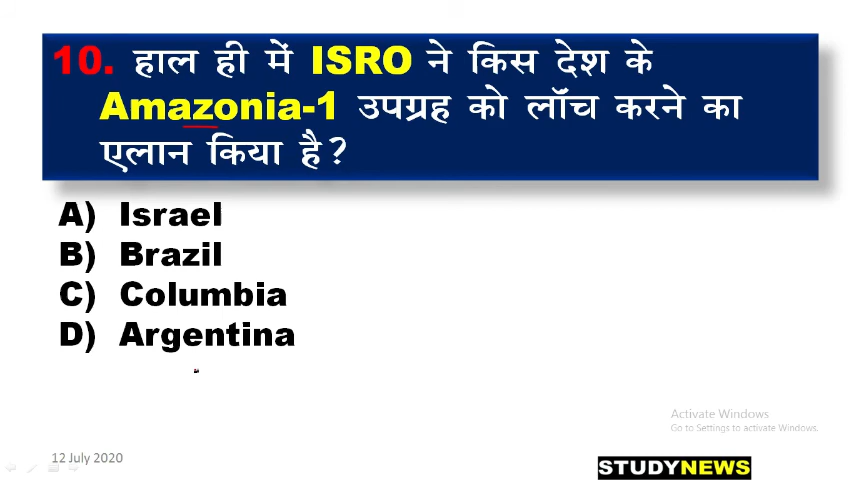 10. हाल ही में ISRO ने किस देश के
Amazonia-1 उपग्रह को लॉंच करने का
एलान किया है?
A) Israel
B) Brazil
C) Columbia
D) Argentina
Activate Windows
Go to Settings to activate Windows.
12 July 2020
STUDYNEWS